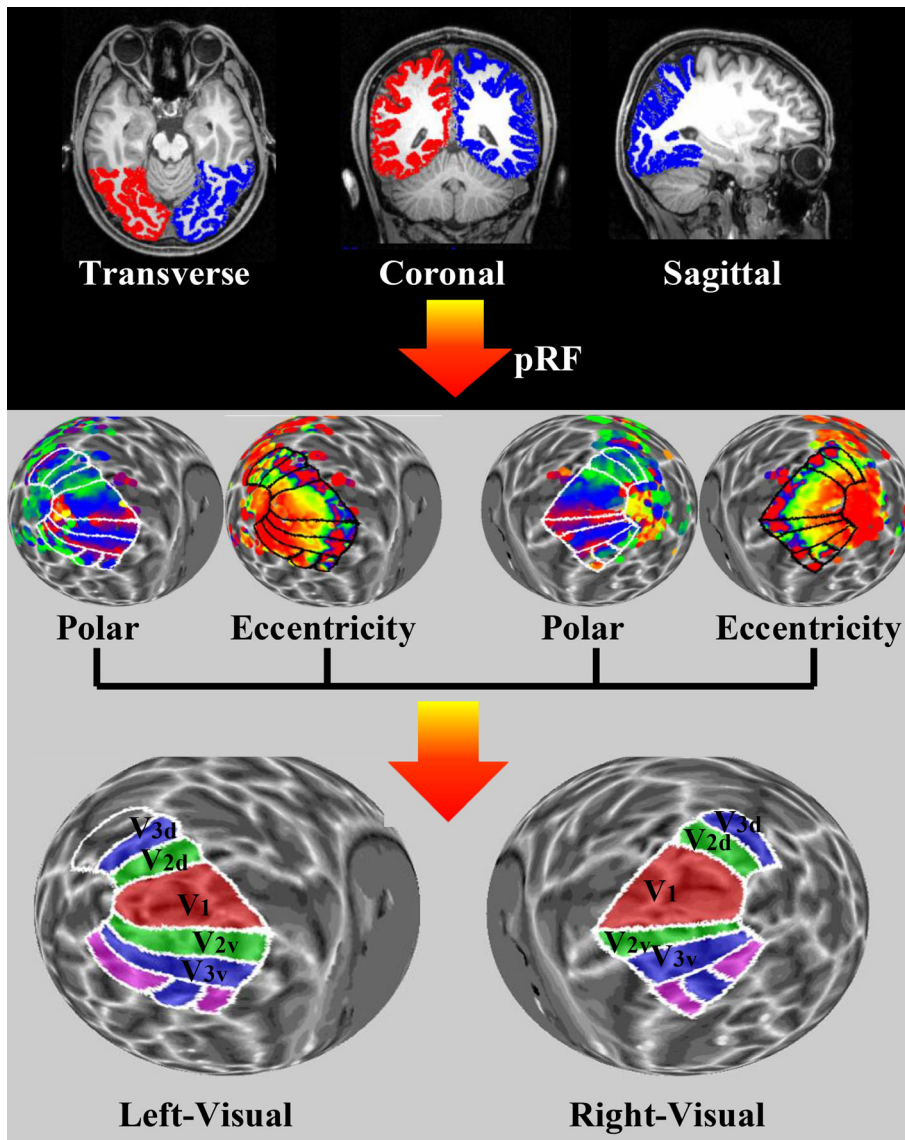 Transverse Coronal Sagittal
pRF
Polar Eccentricity Polar Eccentricity
V3d V3d
V2d V2d
V1 V1
V2v V2v
V3v V3v
Left-Visual Right-Visual